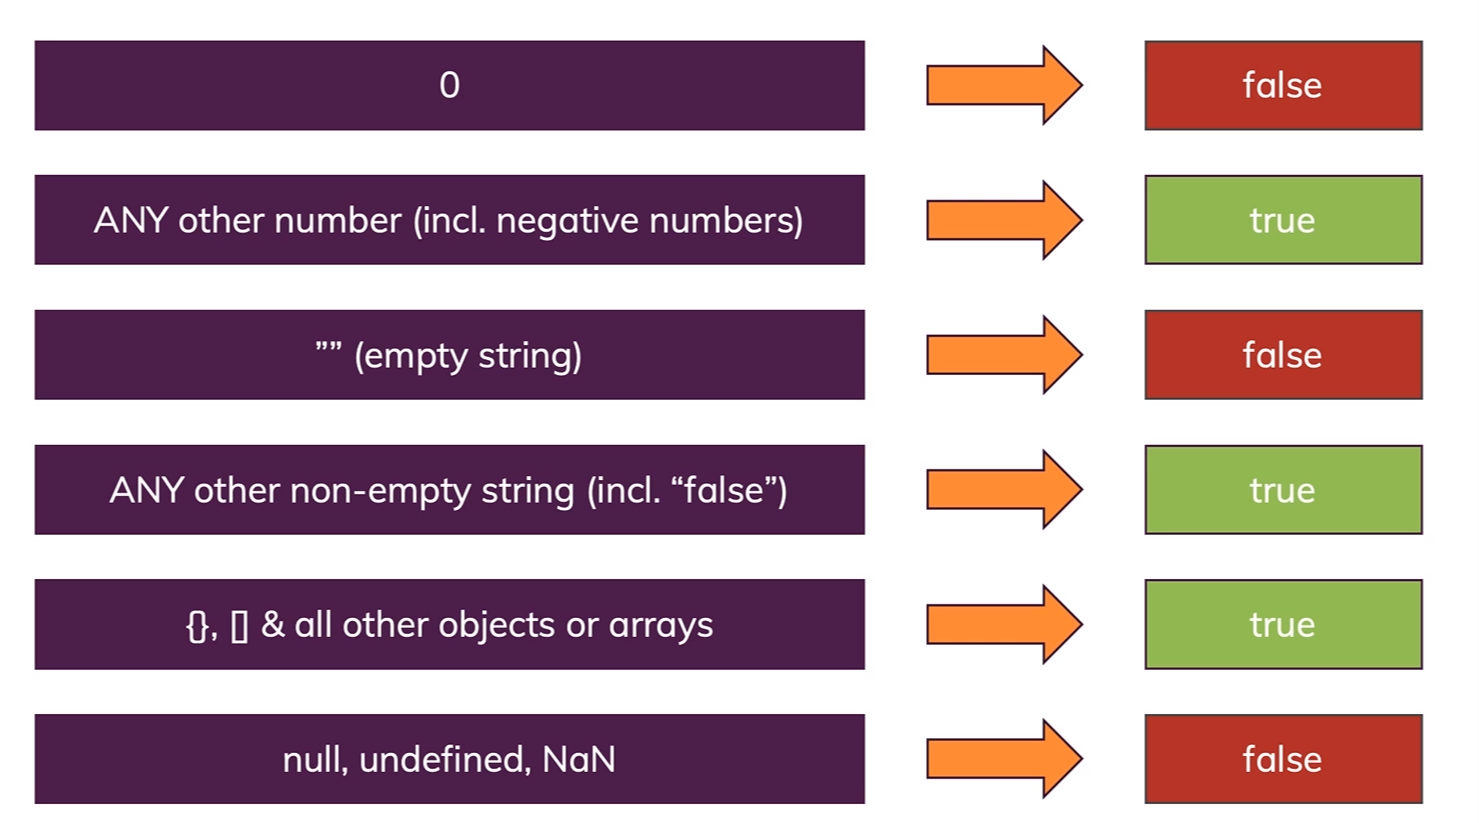 0
false
ANY other number (incl. negative numbers)
true
”” (empty string)
false
ANY other non-empty string (incl. “false”)
true
{}, [] & all other objects or arrays
true
null, undefined, NaN
false